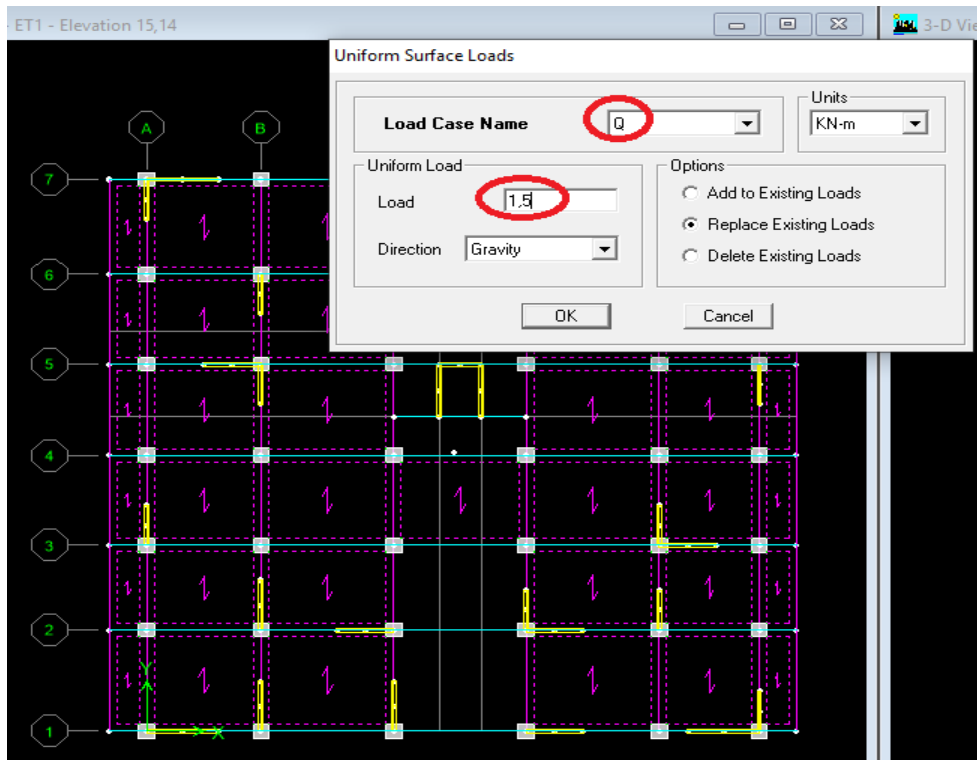 - ET1 - Elevation 15,14
3-D Vie
Uniform Surface Loads
Load Case Name
Q
Units
KN-m
Uniform Load
Load
1,5
Direction
Gravity
Options
Add to Existing Loads
Replace Existing Loads
Delete Existing Loads
OK
Cancel
A
B
7
6
5
4
3
2
1
Y
X